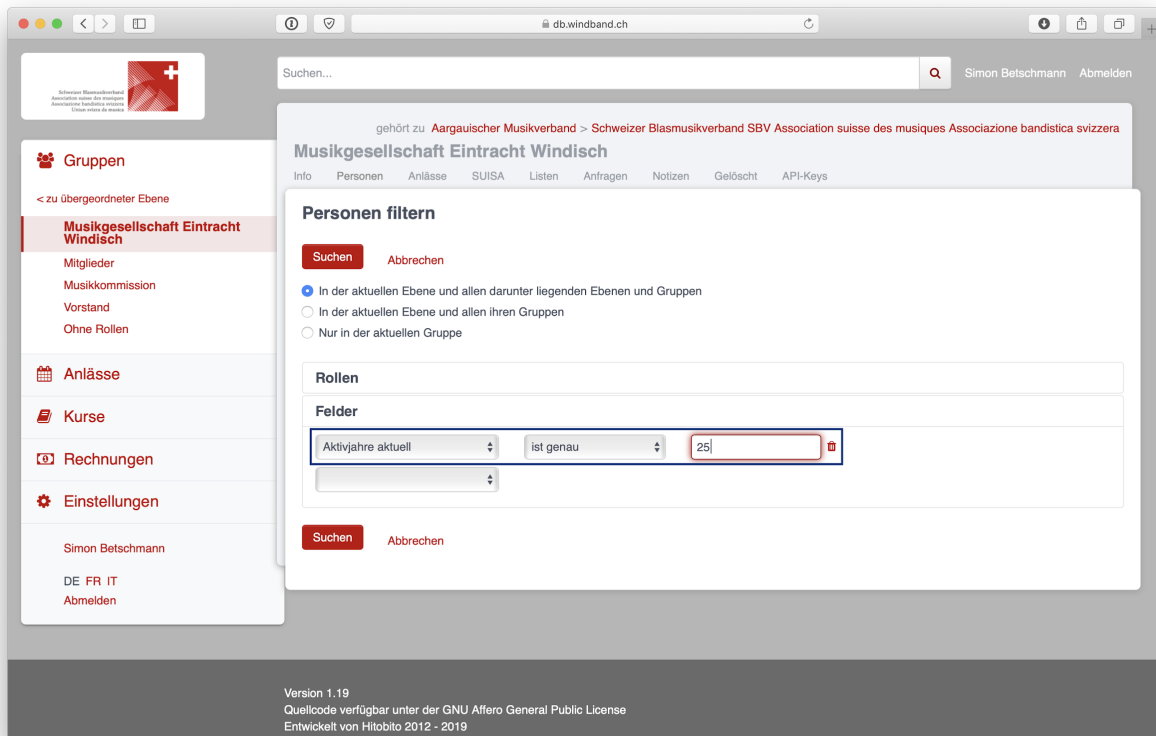 db.windband.ch
Schweizer Blasmusikverband
Association suisse des musiques
Associazione bandistica svizzera
Uniun svizra da musica
Suchen...
Simon Betschmann Abmelden
gehört zu Aargauischer Musikverband > Schweizer Blasmusikverband SBV Association suisse des musiques Associazione bandistica svizzera
Musikgesellschaft Eintracht Windisch
Info Personen Anlässe SUISA Listen Anfragen Notizen Gelöscht API-Keys
Gruppen
< zu übergeordneter Ebene
Musikgesellschaft Eintracht
Windisch
Mitglieder
Musikkommission
Vorstand
Ohne Rollen
Anlässe
Kurse
Rechnungen
Einstellungen
Simon Betschmann
DE FR IT
Abmelden
Personen filtern
Suchen Abbrechen
In der aktuellen Ebene und allen darunter liegenden Ebenen und Gruppen
In der aktuellen Ebene und allen ihren Gruppen
Nur in der aktuellen Gruppe
Rollen
Felder
Aktivjahre aktuell ist genau 25
Suchen Abbrechen
Version 1.19
Quellcode verfügbar unter der GNU Affero General Public License
Entwickelt von Hitobito 2012 - 2019